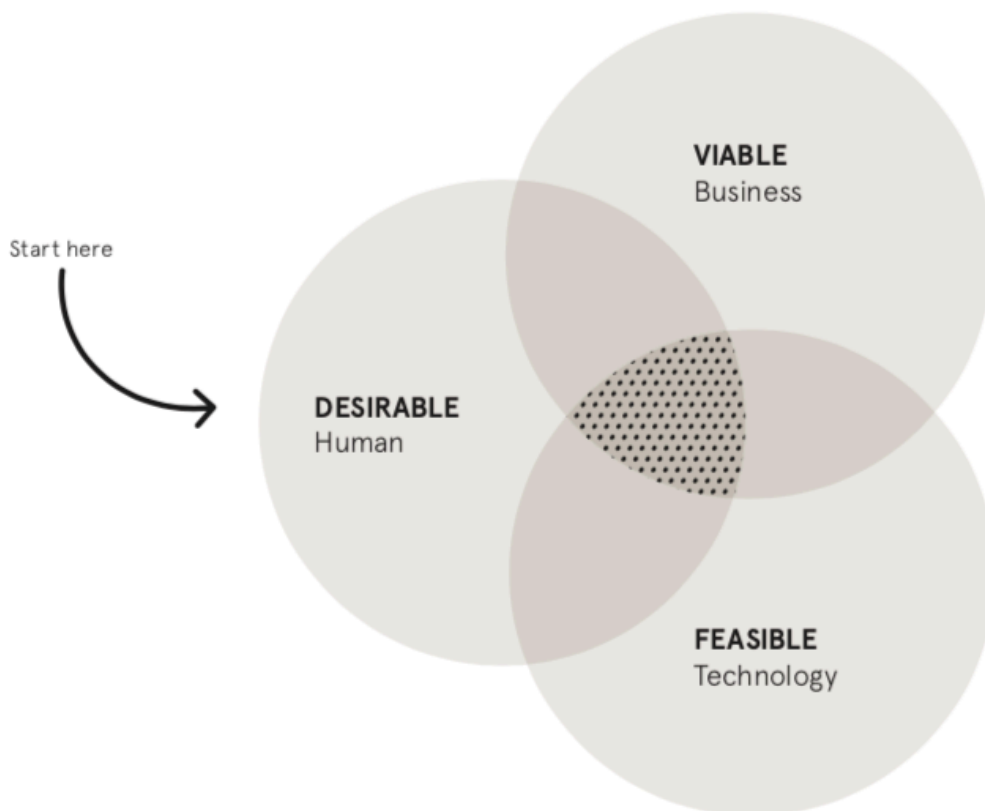 VIABLE
Business
Start here
DESIRABLE
Human
FEASIBLE
Technology